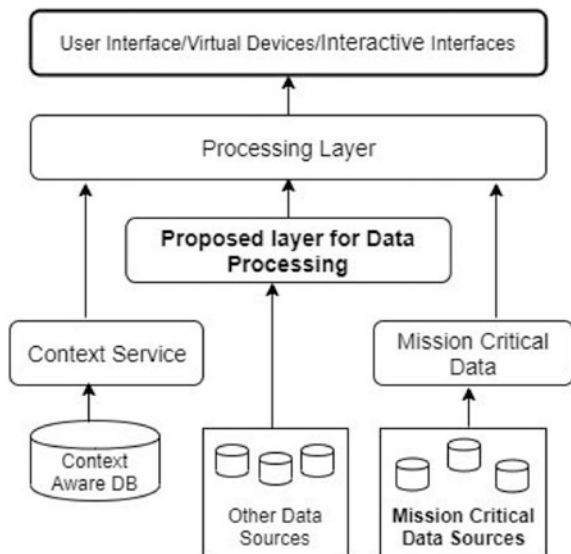 User Interface/Virtual Devices/Interactive Interfaces
Processing Layer
Proposed layer for Data
Processing
Context Service
Mission Critical
Data
Context
Aware DB
Other Data
Sources
Mission Critical
Data Sources